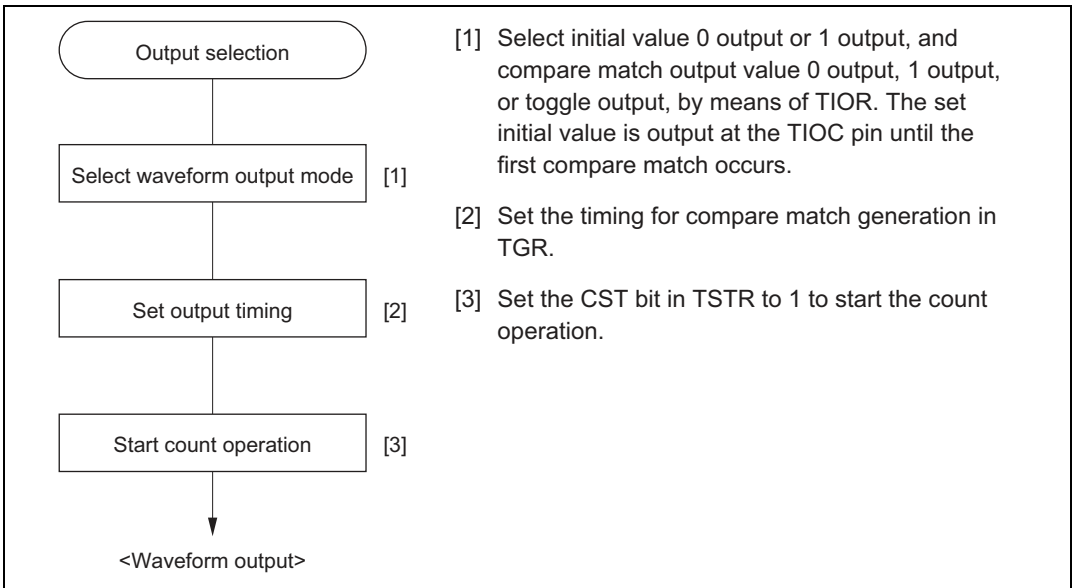 Output selection
Select waveform output mode [1]
Set output timing [2]
Start count operation [3]
<Waveform output>
[1] Select initial value 0 output or 1 output, and
compare match output value 0 output, 1 output,
or toggle output, by means of TIOR. The set
initial value is output at the TIOC pin until the
first compare match occurs.
[2] Set the timing for compare match generation in
TGR.
[3] Set the CST bit in TSTR to 1 to start the count
operation.